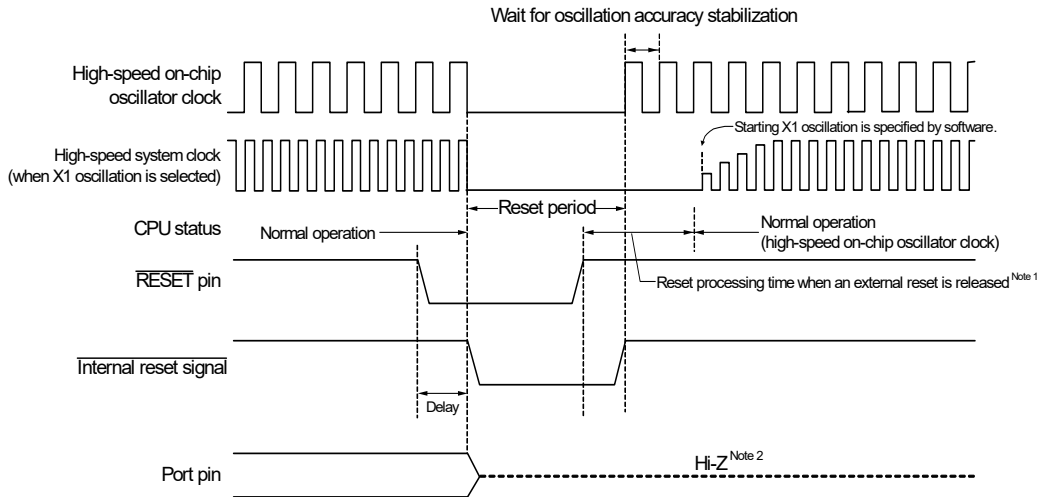 Wait for oscillation accuracy stabilization
High-speed on-chip
oscillator clock
Starting X1 oscillation is specified by software.
High-speed system clock
(when X1 oscillation is selected)
Reset period
CPU status
Normal operation
Normal operation
(high-speed on-chip oscillator clock)
RESET pin
Reset processing time when an external reset is released Note 1
Internal reset signal
Delay
Port pin
Hi-Z Note 2